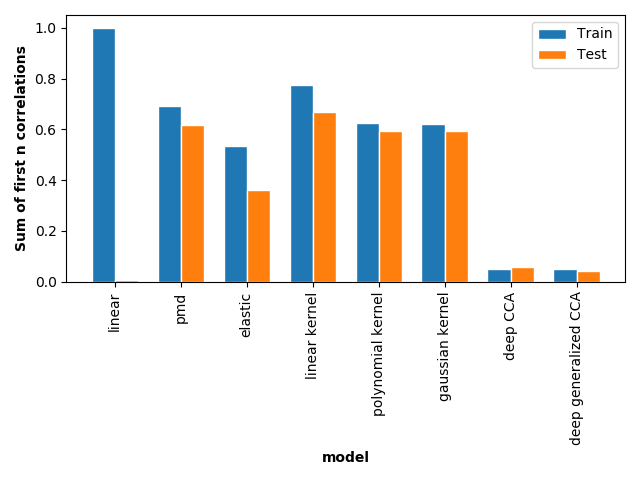 Train
Test
Sum of first n correlations
1.0
0.8
0.6
0.4
0.2
0.0
linear
pmd
elastic
linear kernel
polynomial kernel
gaussian kernel
deep CCA
deep generalized CCA
model